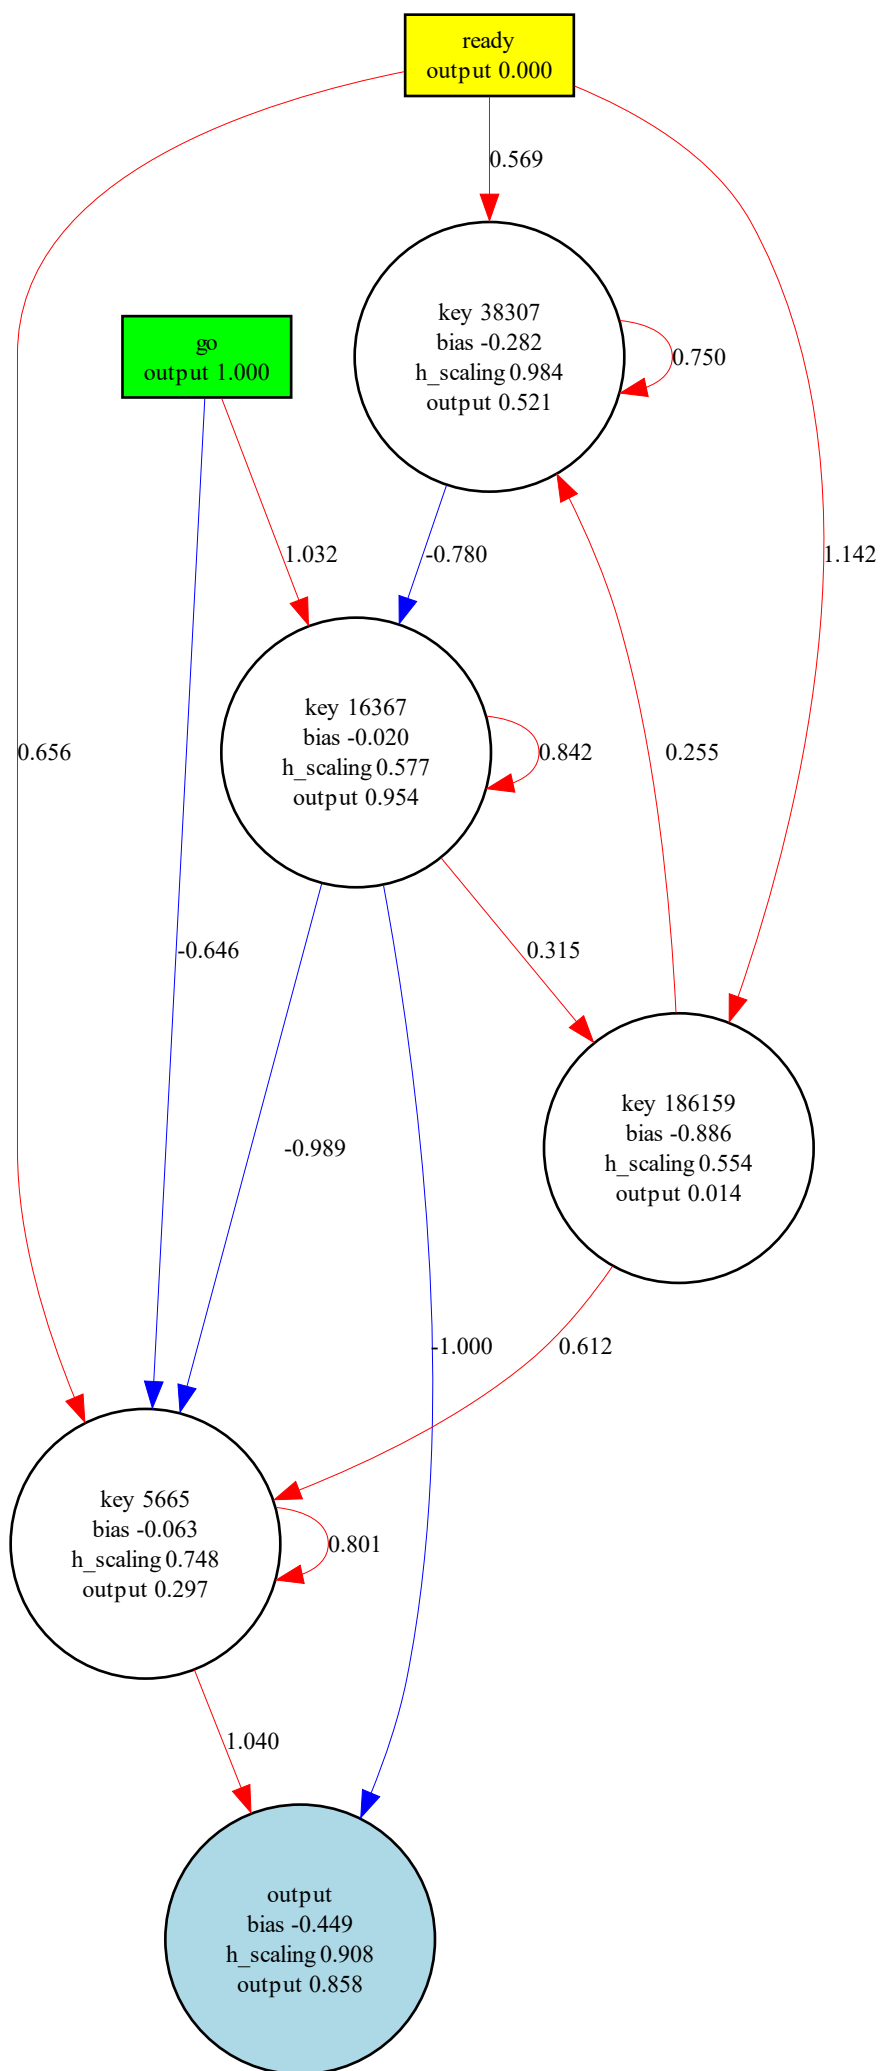 ready
output 0.000
0.569
go
output 1.000
key 38307
bias -0.282
h_scaling 0.984
output 0.521
0.750
1.032
-0.780
1.142
key 16367
bias -0.020
h_scaling 0.577
output 0.954
0.656
0.842
0.255
-0.646
0.315
key 186159
bias -0.886
h_scaling 0.554
output 0.014
-0.989
-1.000
0.612
key 5665
bias -0.063
h_scaling 0.748
output 0.297
0.801
1.040
output
bias -0.449
h_scaling 0.908
output 0.858